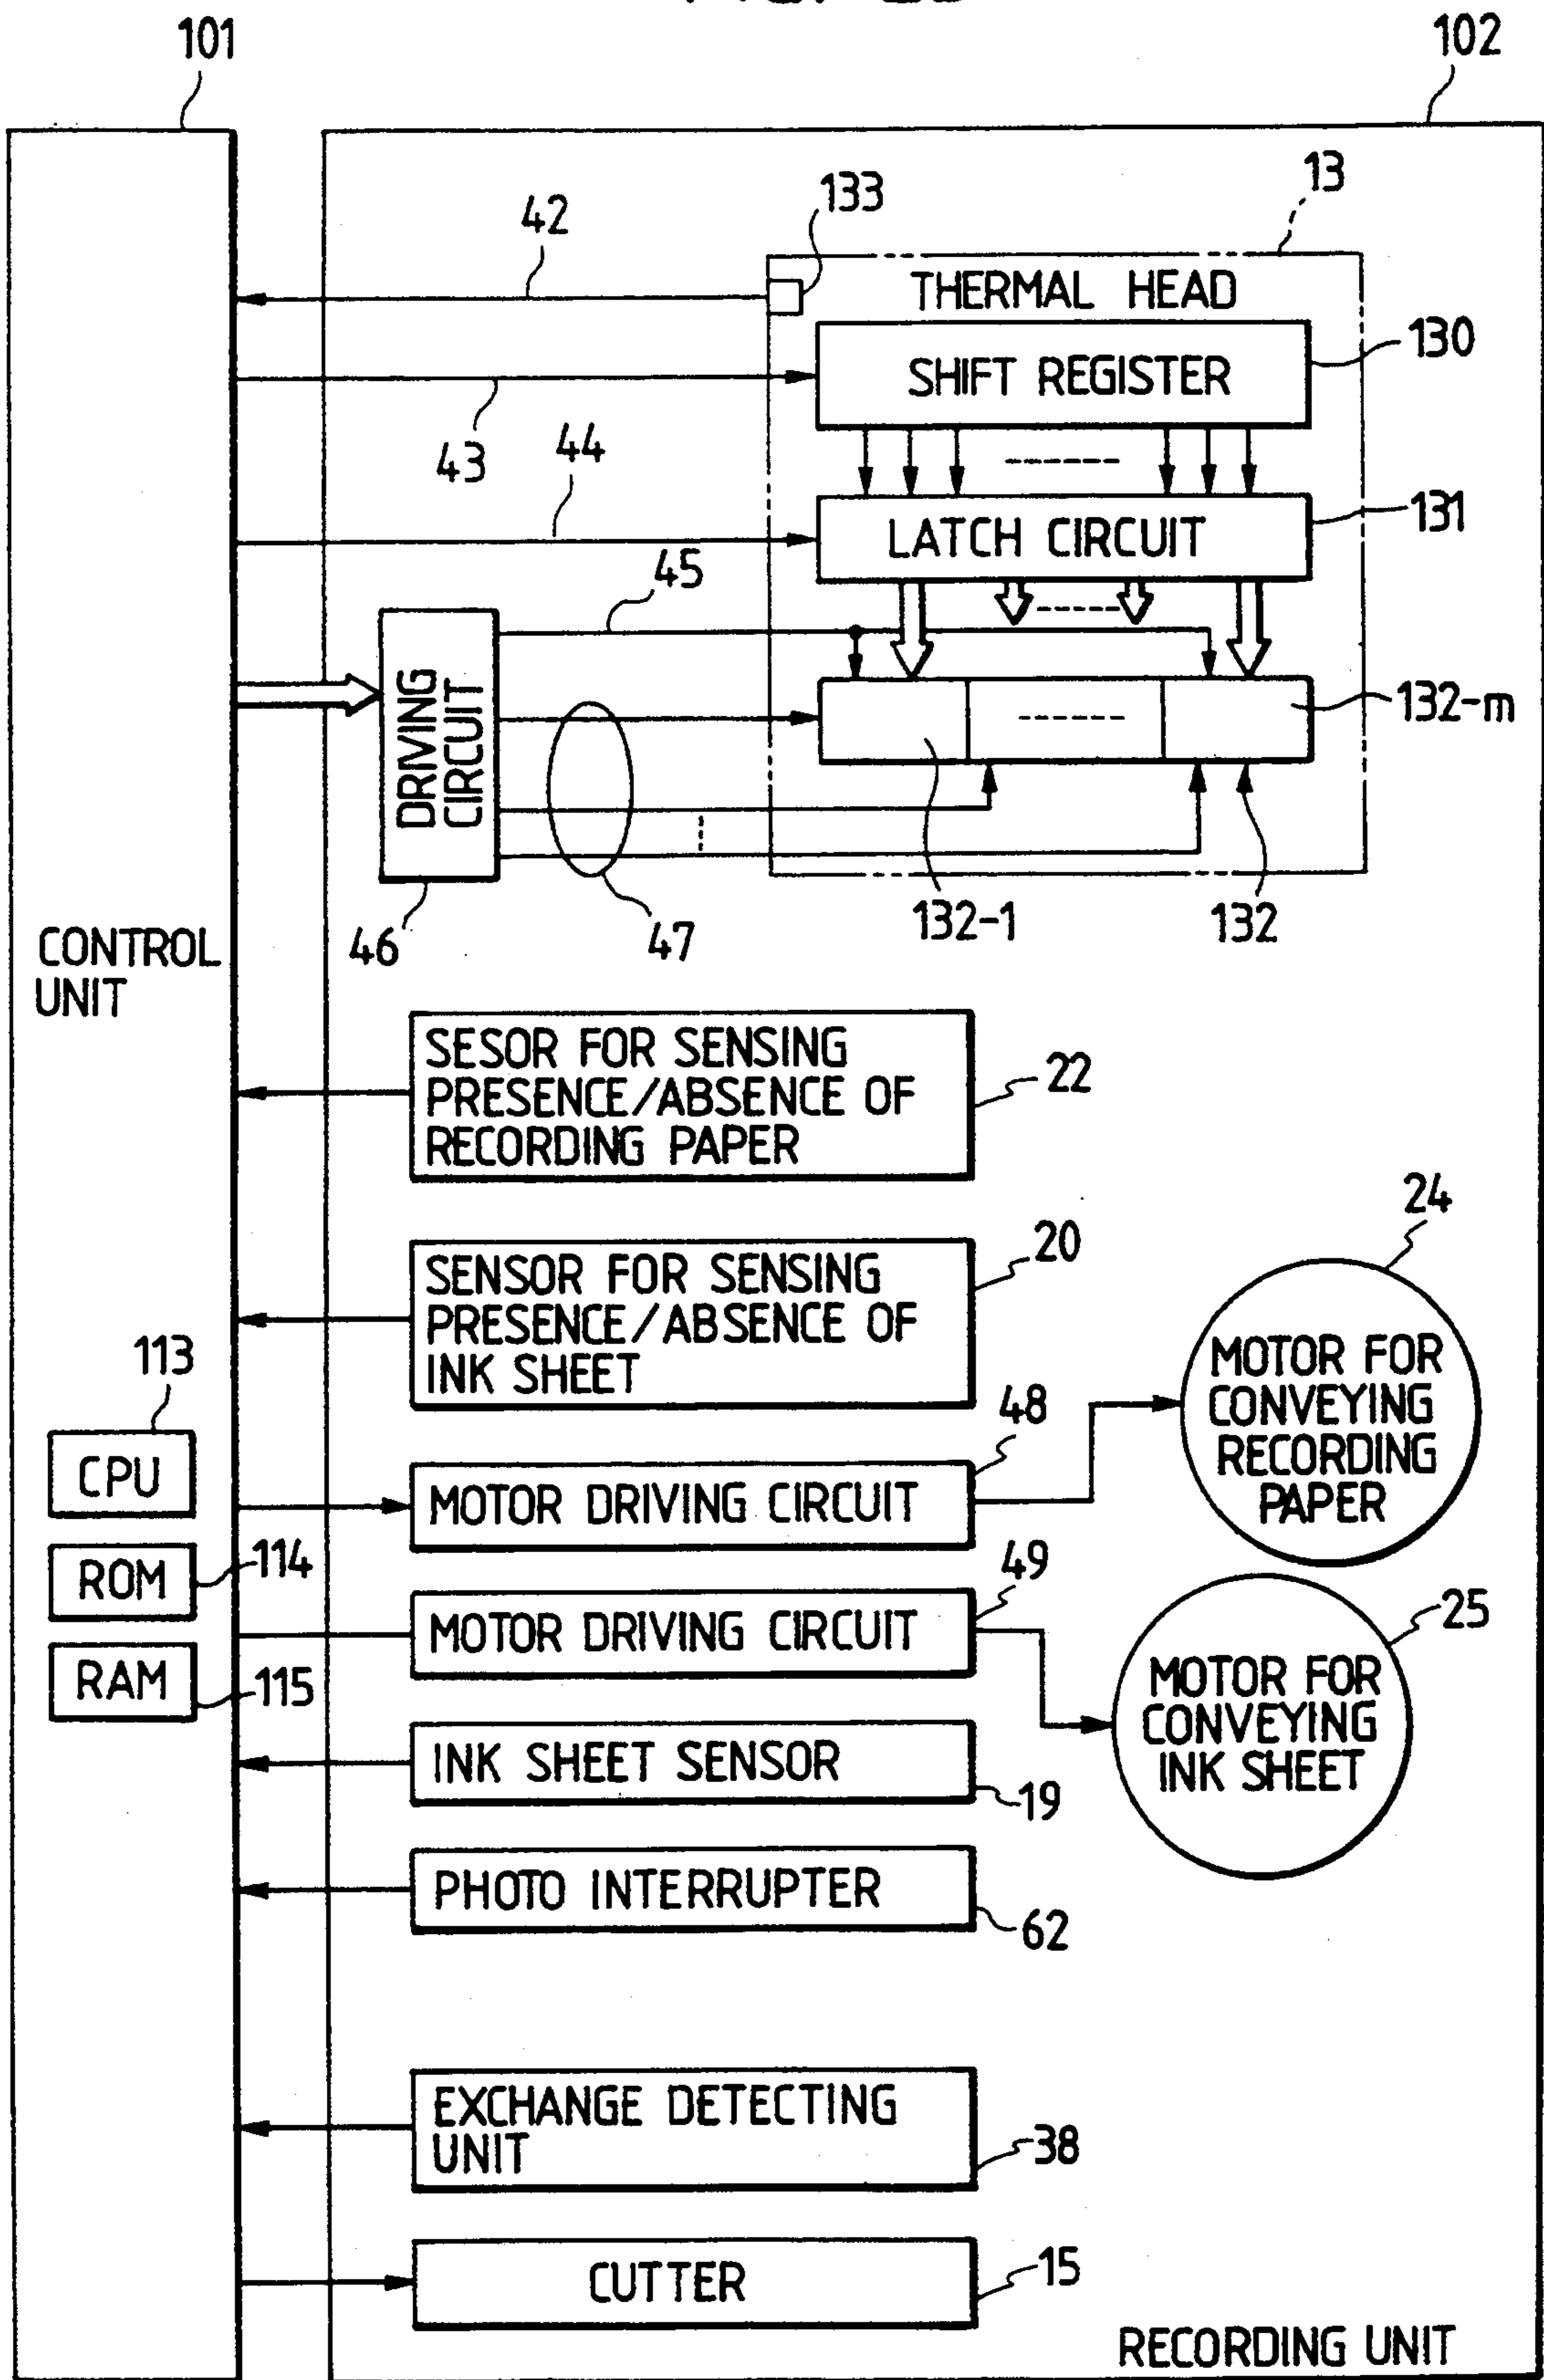 101
102
13
133
42
THERMAL HEAD
130
SHIFT REGISTER
43
44
131
LATCH CIRCUIT
45
DRIVING
CIRCUIT
132-m
46
47
132-1
132
CONTROL
UNIT
SESOR FOR SENSING
PRESENCE/ABSENCE OF
RECORDING PAPER
22
SENSOR FOR SENSING
PRESENCE/ABSENCE OF
INK SHEET
20
24
MOTOR FOR
CONVEYING
RECORDING
PAPER
113
CPU
48
MOTOR DRIVING CIRCUIT
ROM
114
49
MOTOR DRIVING CIRCUIT
25
MOTOR FOR
CONVEYING
INK SHEET
RAM
115
INK SHEET SENSOR
19
PHOTO INTERRUPTER
62
EXCHANGE DETECTING
UNIT
38
CUTTER
15
RECORDING UNIT